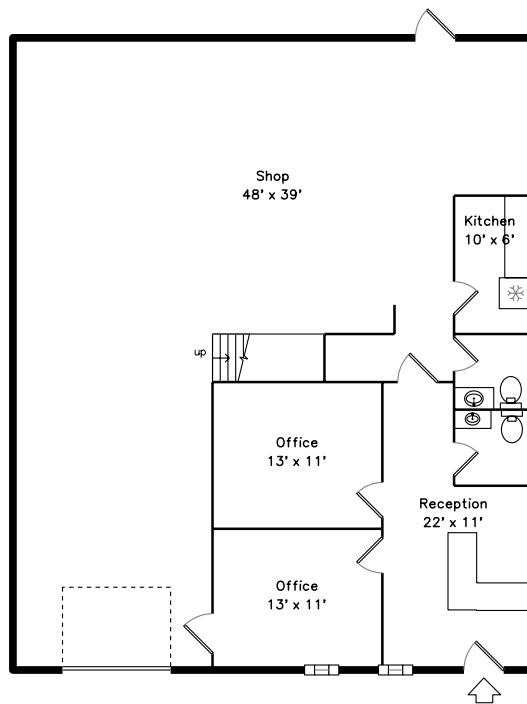 Shop
48' x 39'
Kitchen
10' x 6'
up
Office
13' x 11'
Reception
22' x 11'
Office
13' x 11'